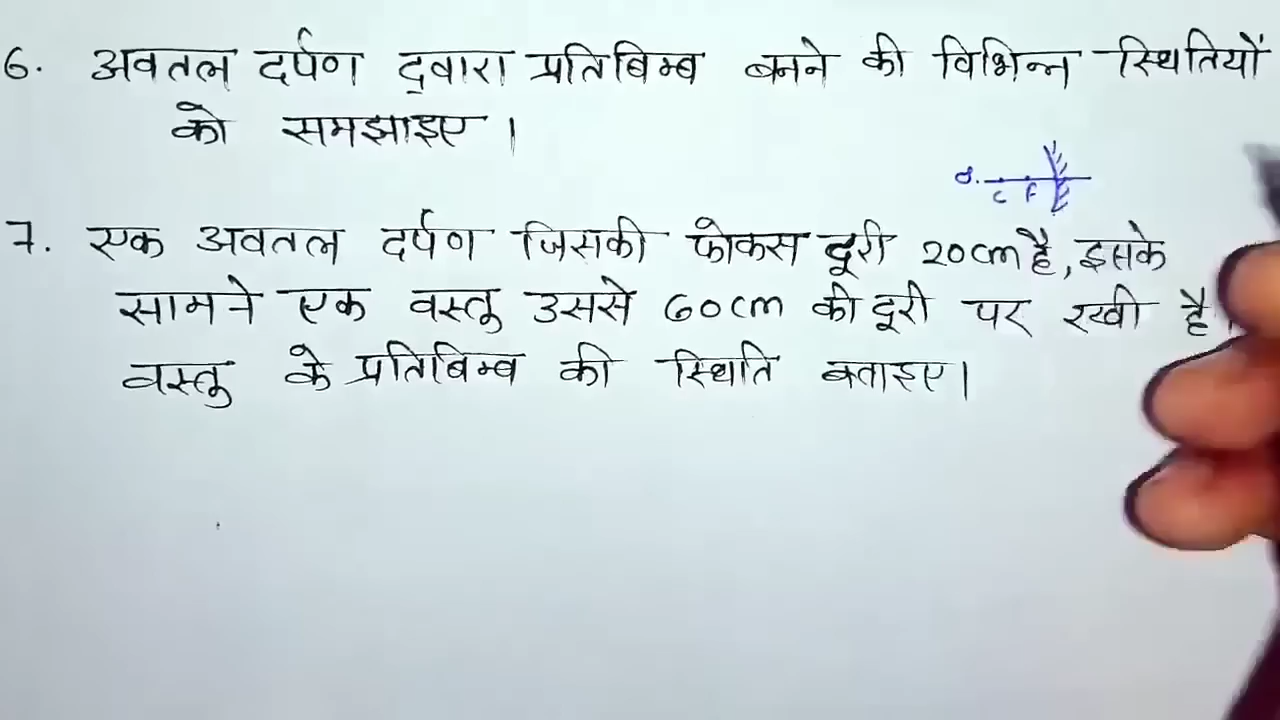 6. अवतल दर्पण द्वारा प्रतिबिम्ब बनने की विभिन्न स्थितियों
को समझाइए।
C F
7. एक अवतल दर्पण जिसकी फोकस दूरी 20cm है, इसके
सामने एक वस्तु उससे 60cm की दूरी पर रखी है
वस्तु के प्रतिबिम्ब की स्थिति बताइए।